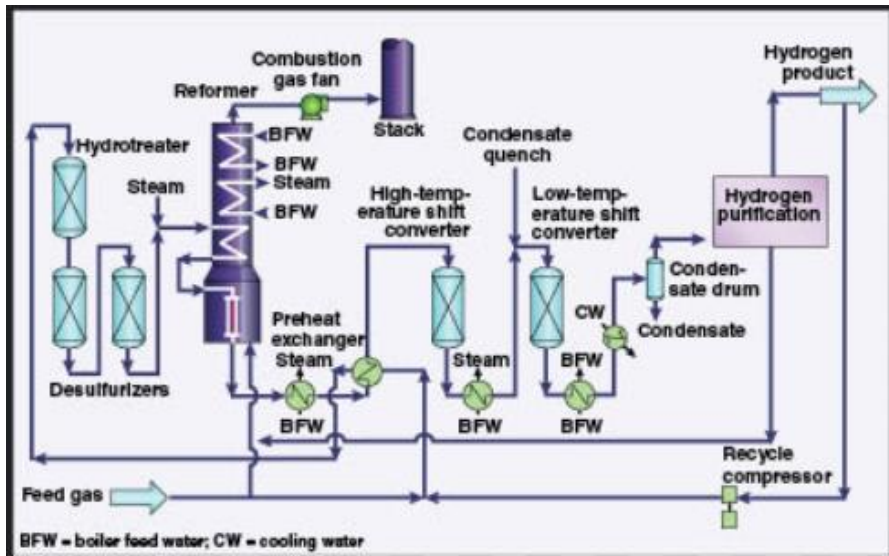 Combustion
gas fan
Reformer
Stack
Hydrogen
product
Hydrotreater
BFW
BFW
Steam
BFW
Steam
Condensate
quench
High-temp-
erature shift
converter
Low-temp-
erature shift
converter
Hydrogen
purification
Conden-
sate drum
Condensate
CW
Preheat
exchanger
Steam
Steam
BFW
Desulfurizers
BFW
BFW
BFW
Recycle
compressor
Feed gas
BFW = boiler feed water; CW = cooling water